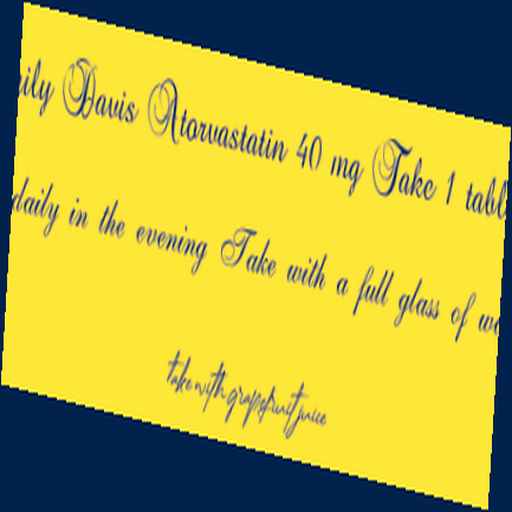 ily Davis Atorvastatin 40 mg Take 1 tabl
daily in the evening Take with a full glass of wa
take with grapefruit juice